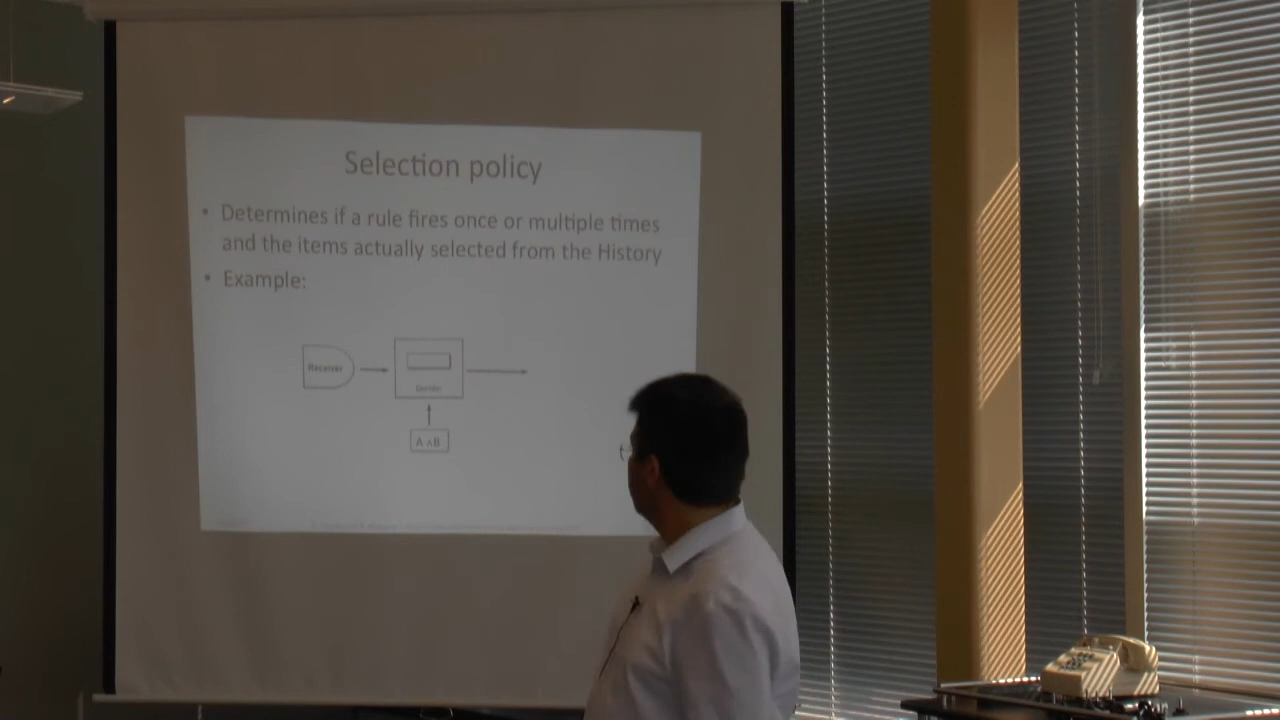 Selection policy
• Determines if a rule fires once or multiple times
and the items actually selected from the History
• Example:
Receiver
Decider
A ∧B